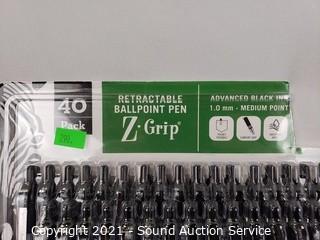 40
Pack
RETRACTABLE
BALLPOINT PEN
Z-Grip®
ADVANCED BLACK INK
1.0 mm - MEDIUM POINT
Copyright 2021 - Sound Auction Service